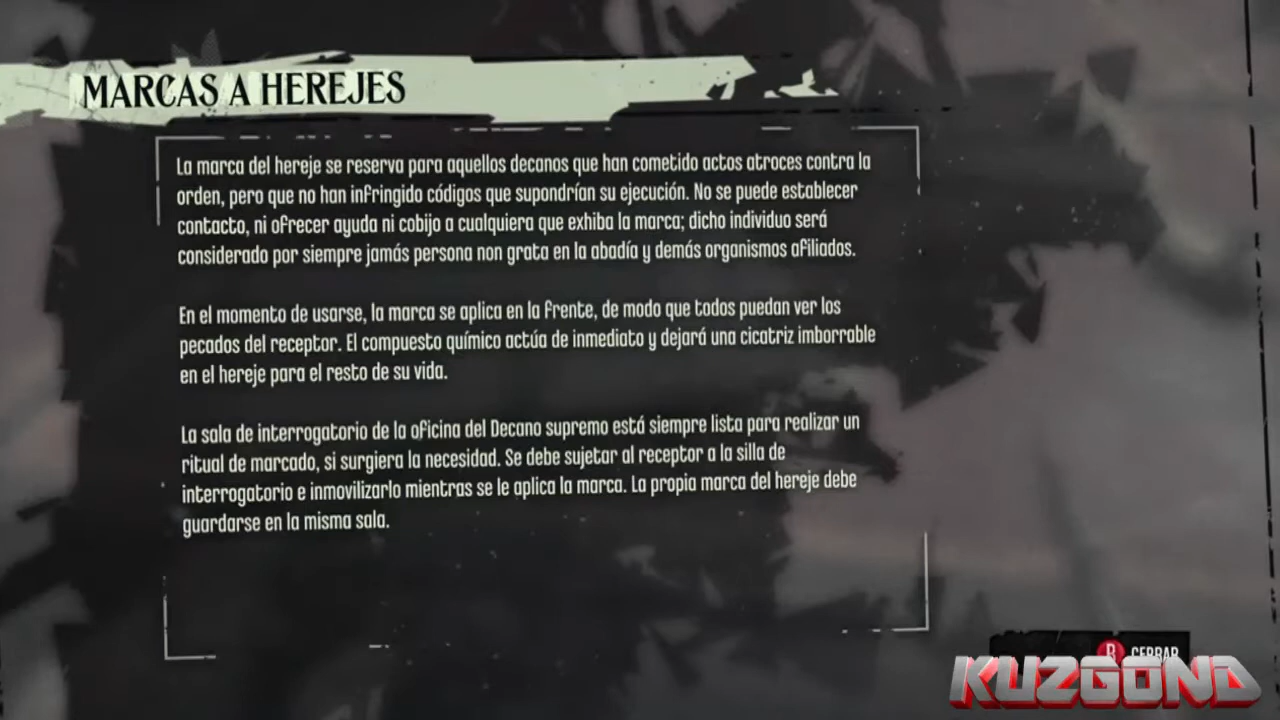 MARCAS A HEREJES
La marca del hereje se reserva para aquellos decanos que han cometido actos atroces contra la
orden, pero que no han infringido códigos que supondrían su ejecución. No se puede establecer
contacto, ni ofrecer ayuda ni cobijo a cualquiera que exhiba la marca; dicho individuo será
considerado por siempre jamás persona non grata en la abadía y demás organismos afiliados.
En el momento de usarse, la marca se aplica en la frente, de modo que todos puedan ver los
pecados del receptor. El compuesto químico actúa de inmediato y dejará una cicatriz imborrable
en el hereje para el resto de su vida.
La sala de interrogatorio de la oficina del Decano supremo está siempre lista para realizar un
ritual de marcado, si surgiera la necesidad. Se debe sujetar al receptor a la silla de
interrogatorio e inmovilizarlo mientras se le aplica la marca. La propia marca del hereje debe
guardarse en la misma sala.
B CERRAR
KUZGOND